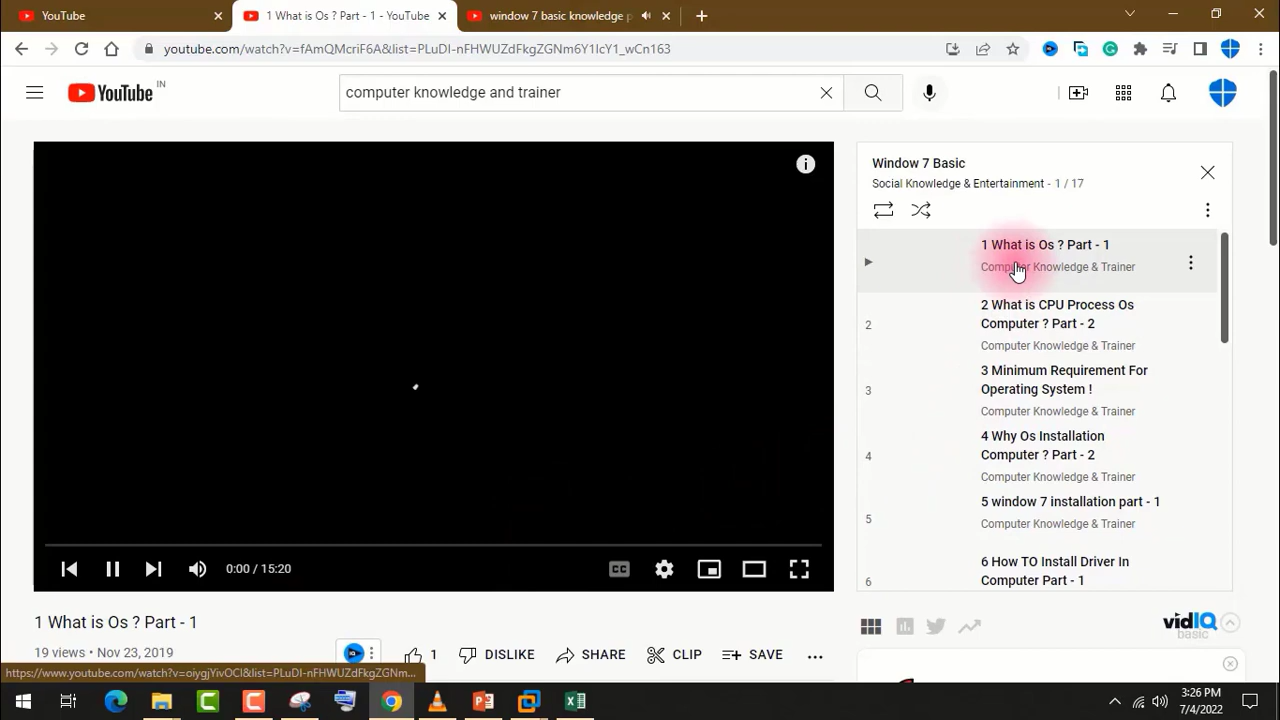 YouTube
1 What is Os ? Part - 1 - YouTube
window 7 basic knowledge p
youtube.com/watch?v=fAmQMcriF6A&list=PLuDI-nFHWUZdFkgZGNm6Y1IcY1_wCn163
YouTube IN
computer knowledge and trainer
Window 7 Basic
Social Knowledge & Entertainment - 1 / 17
1 What is Os ? Part - 1
Computer Knowledge & Trainer
2
2 What is CPU Process Os
Computer ? Part - 2
Computer Knowledge & Trainer
3
3 Minimum Requirement For
Operating System !
Computer Knowledge & Trainer
4
4 Why Os Installation
Computer ? Part - 2
Computer Knowledge & Trainer
5
5 window 7 installation part - 1
Computer Knowledge & Trainer
6
6 How TO Install Driver In
Computer Part - 1
0:00 / 15:20
CC
1 What is Os ? Part - 1
19 views • Nov 23, 2019
1
DISLIKE
SHARE
CLIP
SAVE
vidIQ
basic
https://www.youtube.com/watch?v=oiygjYivOCI&list=PLuDI-nFHWUZdFkgZGNm...
3:26 PM
7/4/2022